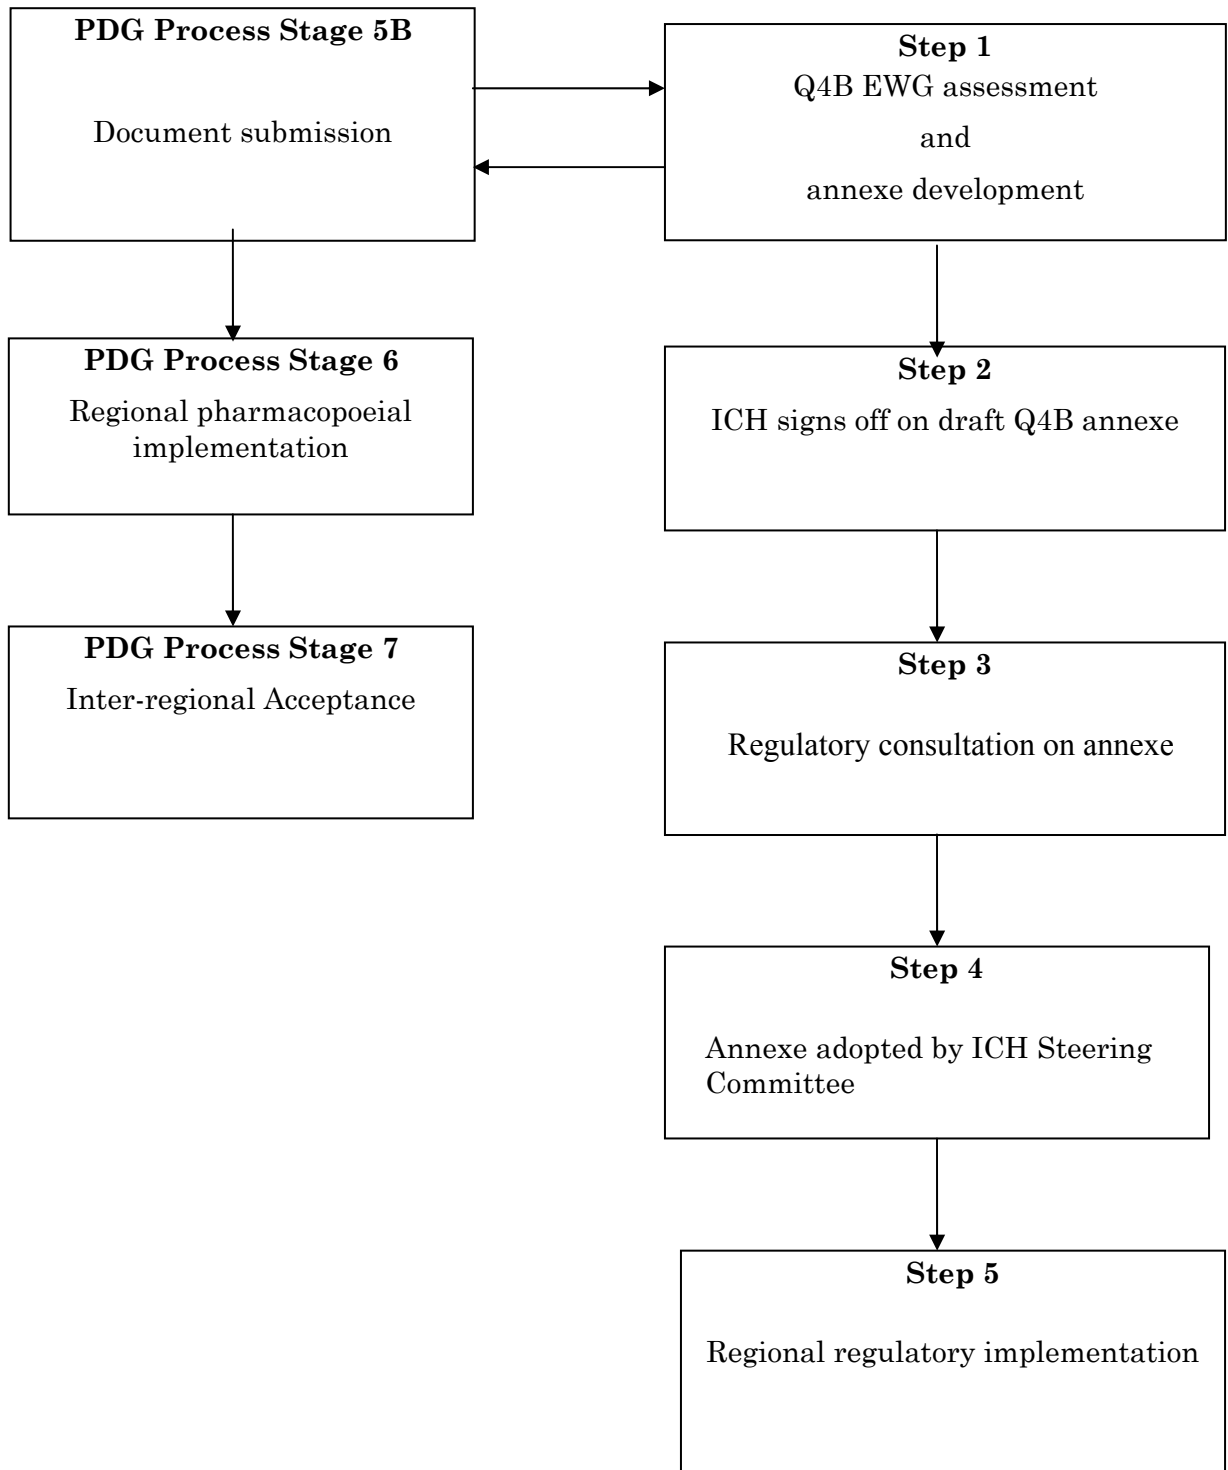 PDG Process Stage 5B
Document submission
PDG Process Stage 6
Regional pharmacopoeial
implementation
PDG Process Stage 7
Inter-regional Acceptance
Step 1
Q4B EWG assessment
and
annexe development
Step 2
ICH signs off on draft Q4B annexe
Step 3
Regulatory consultation on annexe
Step 4
Annexe adopted by ICH Steering
Committee
Step 5
Regional regulatory implementation